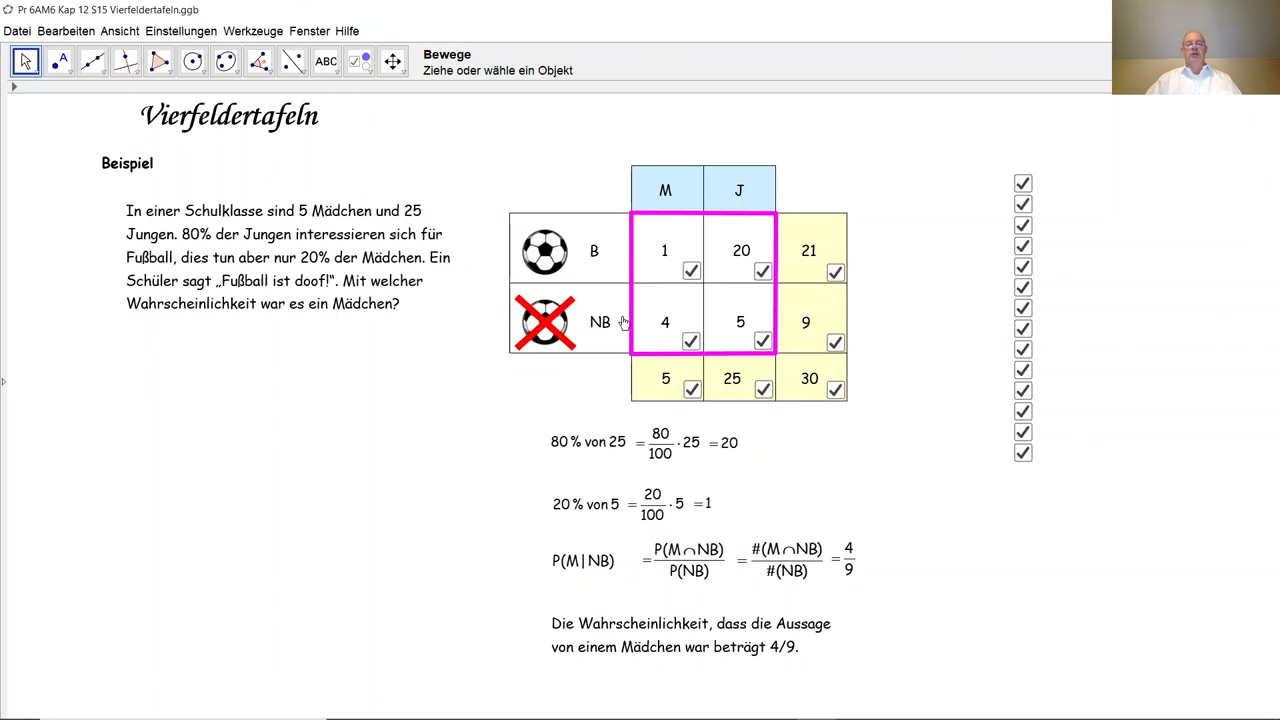 Pr 6AM6 Kap 12 S15 Vierfeldertafeln.ggb
Datei Bearbeiten Ansicht Einstellungen Werkzeuge Fenster Hilfe
A
ABC
Bewege
Ziehe oder wähle ein Objekt
Vierfeldertafeln
Beispiel
In einer Schulklasse sind 5 Mädchen und 25
Jungen. 80% der Jungen interessieren sich für
Fußball, dies tun aber nur 20% der Mädchen. Ein
Schüler sagt „Fußball ist doof!“. Mit welcher
Wahrscheinlichkeit war es ein Mädchen?
M J
B 1 20 21
NB 4 5 9
5 25 30
80 % von 25 = 80/100 · 25 = 20
20 % von 5 = 20/100 · 5 = 1
P(M|NB) = P(M∩NB)/P(NB) = #(M∩NB)/#(NB) = 4/9
Die Wahrscheinlichkeit, dass die Aussage
von einem Mädchen war beträgt 4/9.